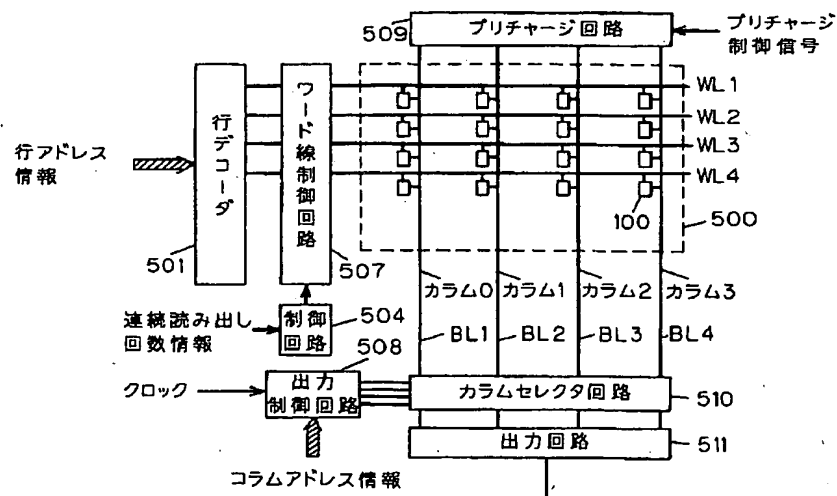 509
プリチャージ回路
プリチャージ
制御信号
行アドレス
情報
行デコーダ
501
ワード線制御回路
507
WL1
WL2
WL3
WL4
100
500
カラム0
カラム1
カラム2
カラム3
連続読み出し
回数情報
制御
回路
504
BL1
BL2
BL3
BL4
508
クロック
出力
制御回路
カラムセレクタ回路
510
出力回路
511
コラムアドレス情報